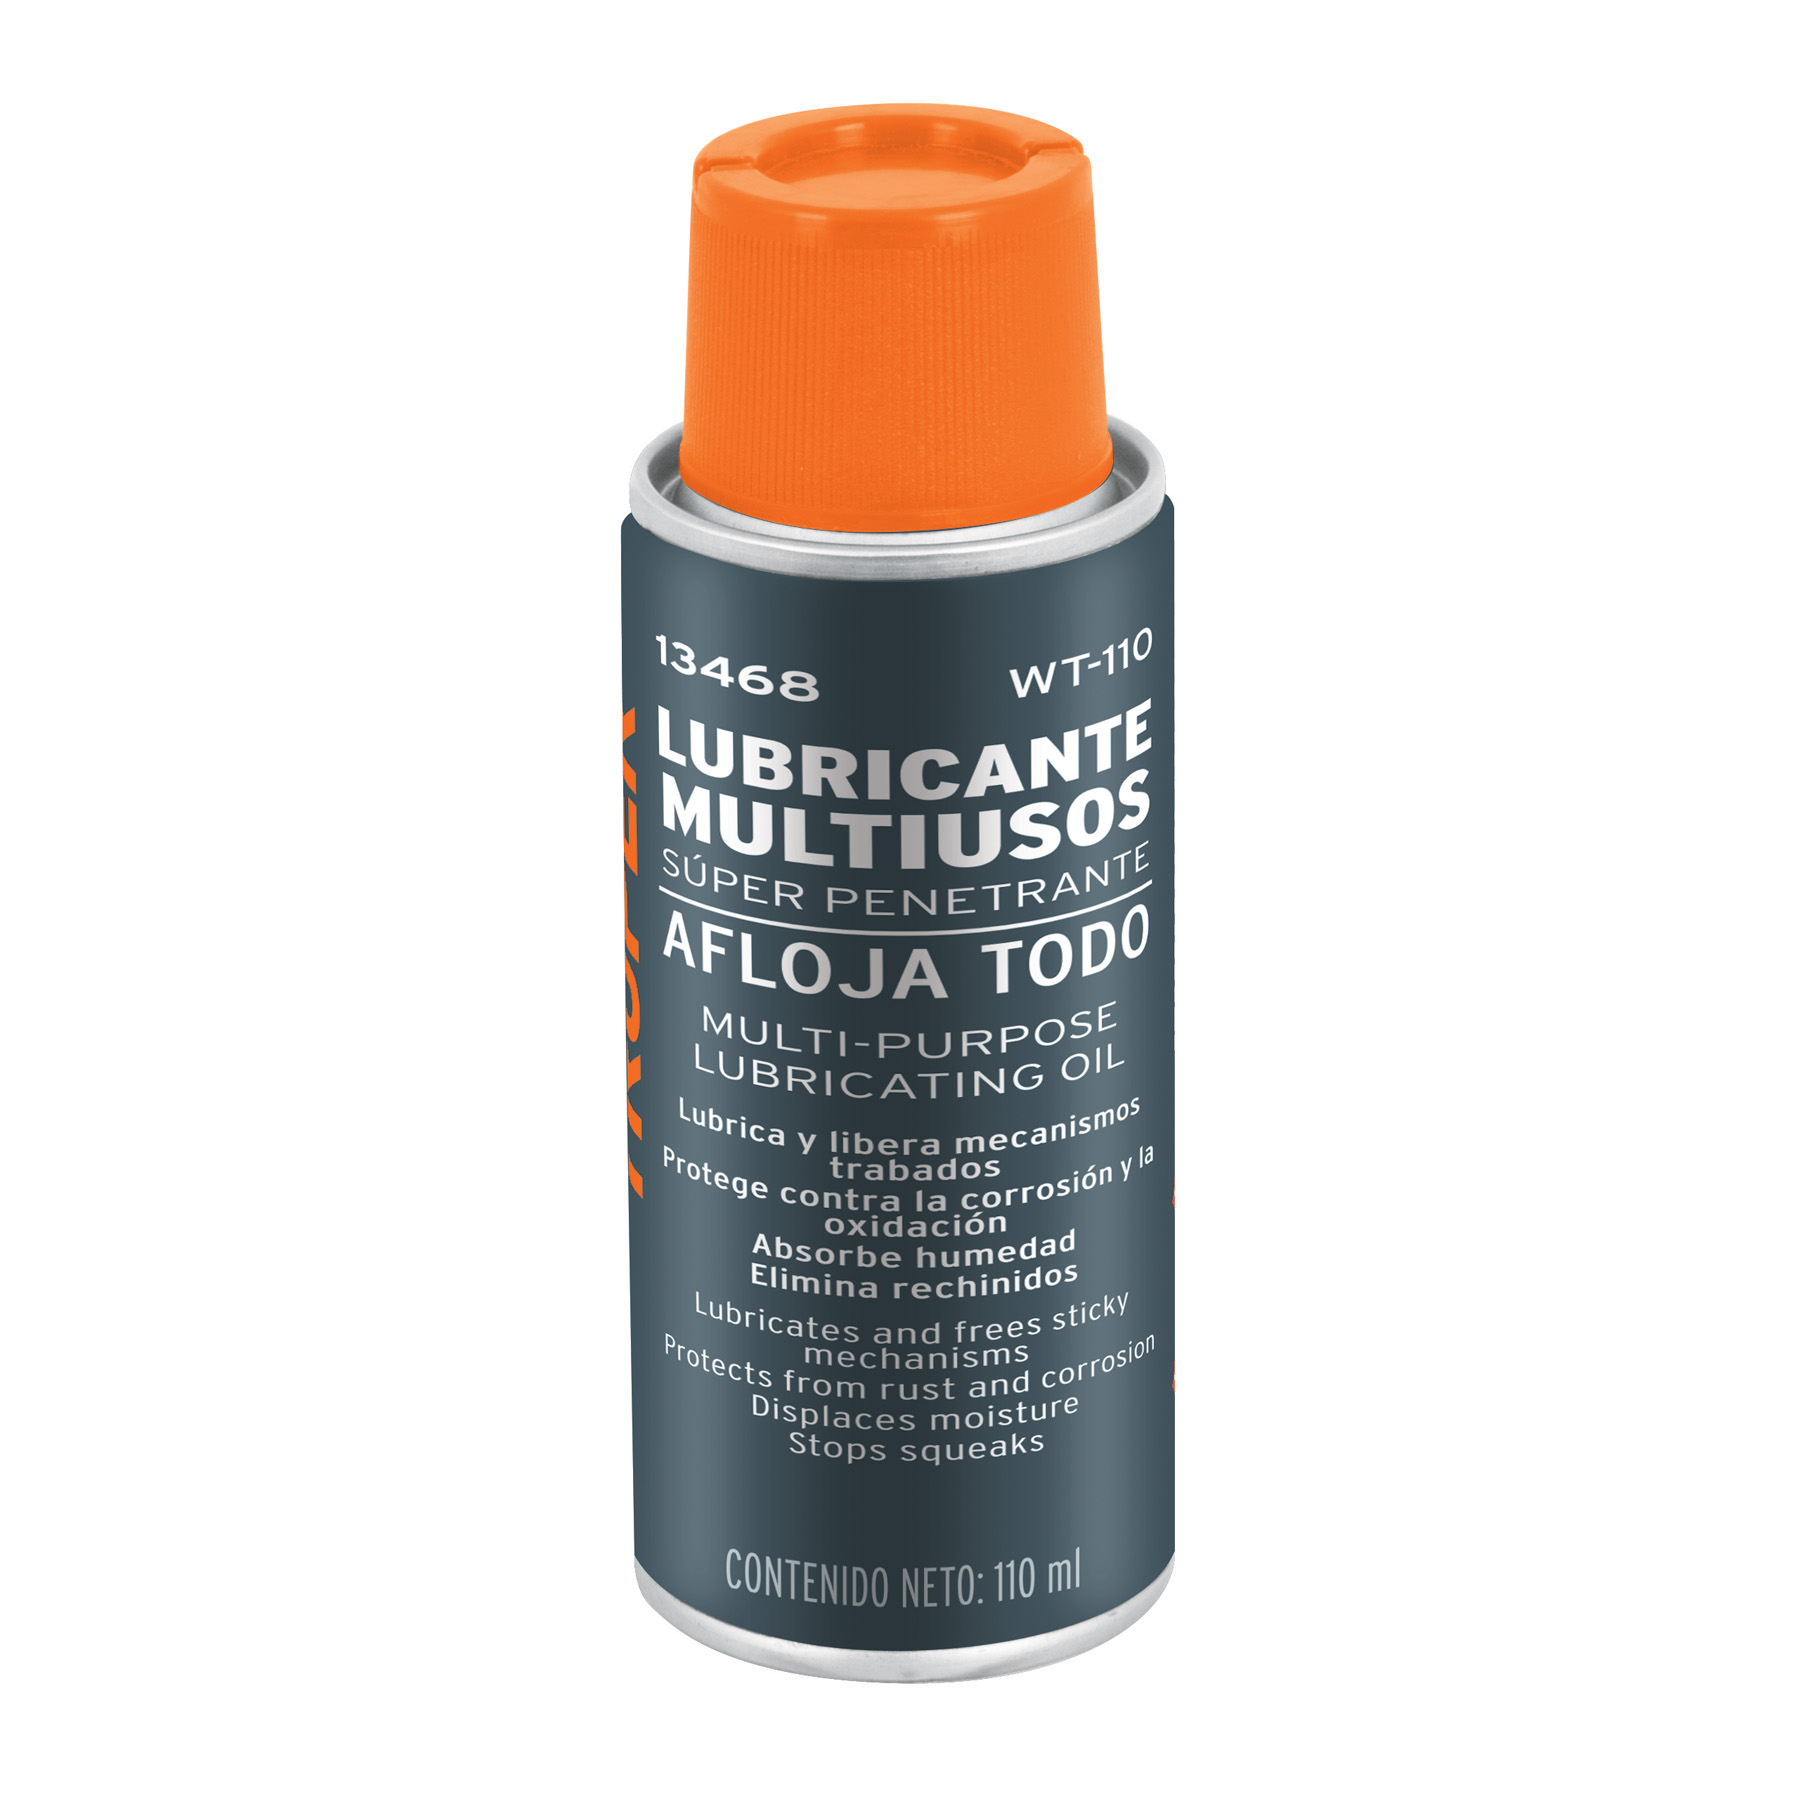 13468
WT-110
LUBRICANTE
MULTIUSOS
SÚPER PENETRANTE
AFLOJA TODO
MULTI-PURPOSE
LUBRICATING OIL
Lubrica y libera mecanismos
trabados
Protege contra la corrosión y la
oxidación
Absorbe humedad
Elimina rechinidos
Lubricates and frees sticky
mechanisms
Protects from rust and corrosion
Displaces moisture
Stops squeaks
CONTENIDO NETO: 110 ml